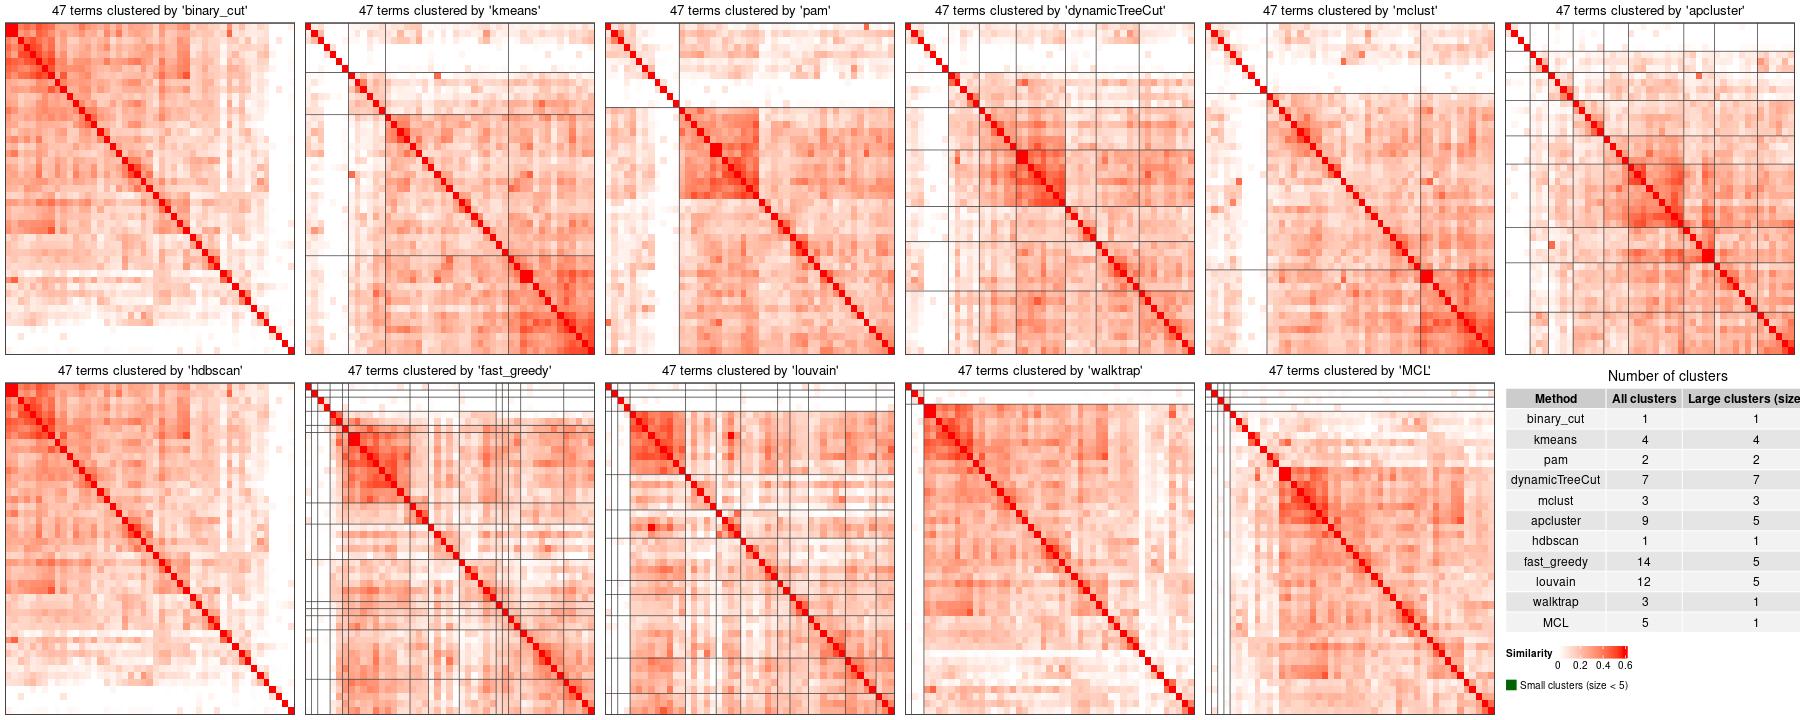 47 terms clustered by 'binary_cut'
47 terms clustered by 'kmeans'
47 terms clustered by 'pam'
47 terms clustered by 'dynamicTreeCut'
47 terms clustered by 'mclust'
47 terms clustered by 'apcluster'
47 terms clustered by 'hdbscan'
47 terms clustered by 'fast_greedy'
47 terms clustered by 'louvain'
47 terms clustered by 'walktrap'
47 terms clustered by 'MCL'
Number of clusters
Method All clusters Large clusters (size
binary_cut 1 1
kmeans 4 4
pam 2 2
dynamicTreeCut 7 7
mclust 3 3
apcluster 9 5
hdbscan 1 1
fast_greedy 14 5
louvain 12 5
walktrap 3 1
MCL 5 1
Similarity
0 0.2 0.4 0.6
Small clusters (size < 5)